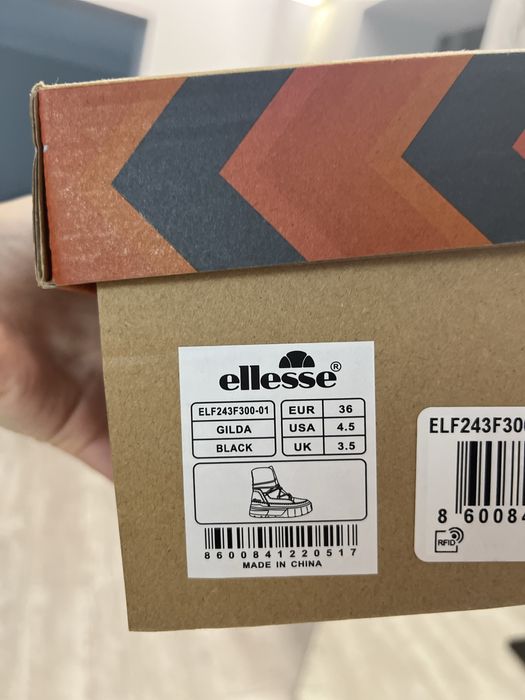 ellesse®
ELF243F300-01
GILDA
BLACK
EUR 36
USA 4.5
UK 3.5
8600841220517
MADE IN CHINA
ELF243F30
8 60084
RFID